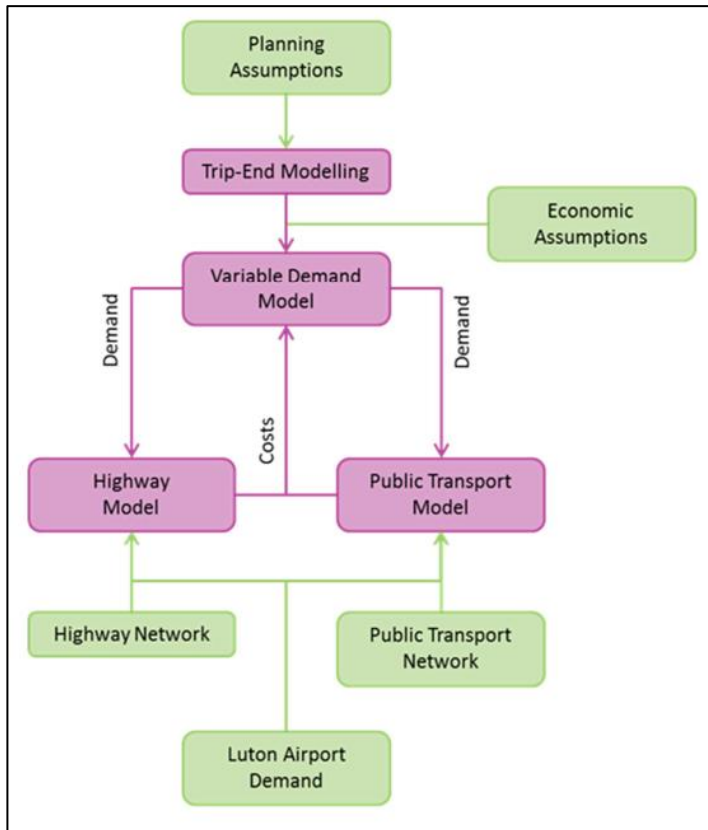 Planning
Assumptions
Trip-End Modelling
Economic
Assumptions
Variable Demand
Model
Demand
Demand
Costs
Highway
Model
Public Transport
Model
Highway Network
Public Transport
Network
Luton Airport
Demand